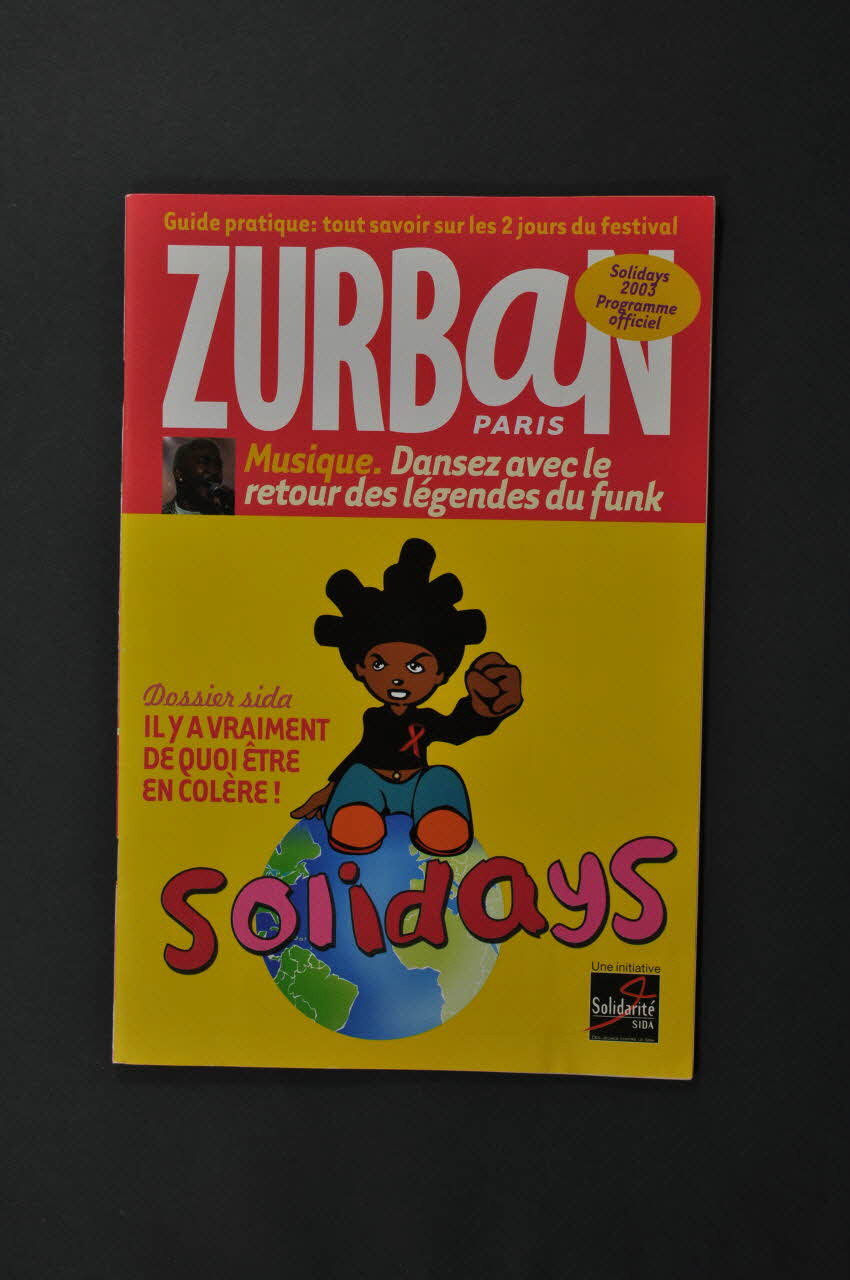 Guide pratique: tout savoir sur les 2 jours du festival
ZURBaN
PARIS
Solidays
2003
Programme
officiel
Musique. Dansez avec le
retour des légendes du funk
Dossier sida
IL Y A VRAIMENT
DE QUOI ÊTRE
EN COLÈRE !
Solidays
Une initiative
Solidarité
SIDA